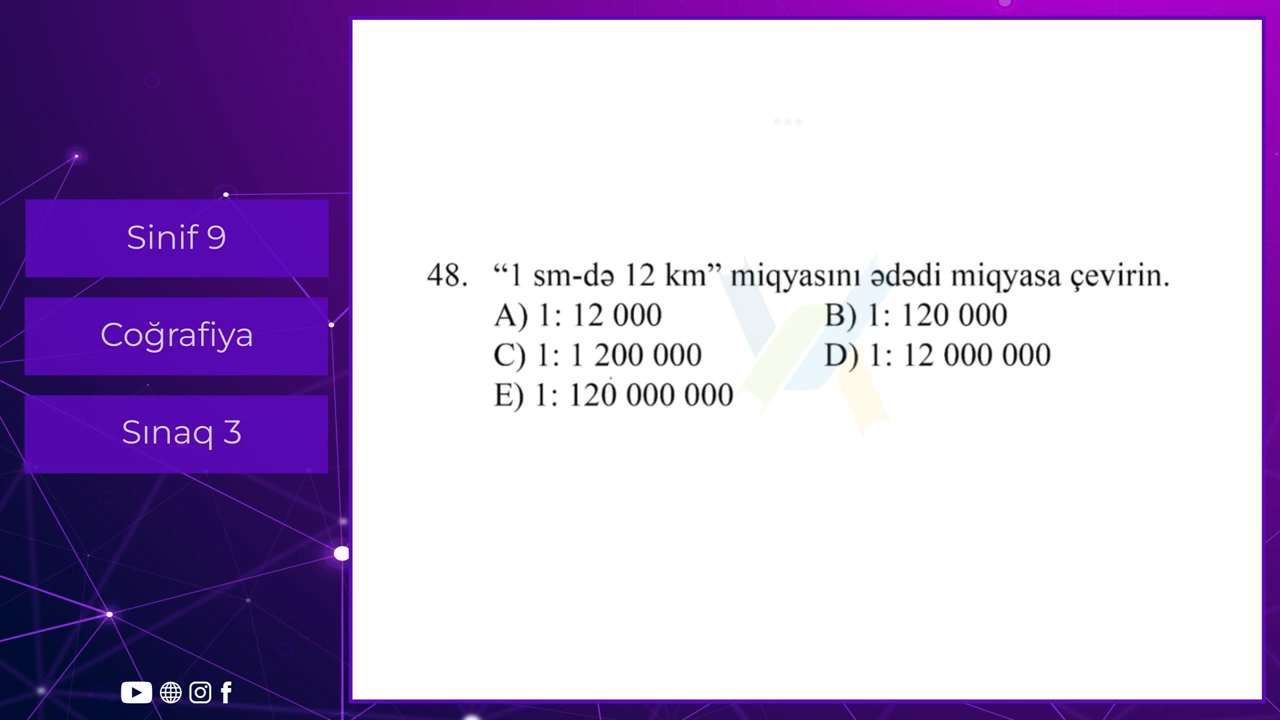 Sinif 9
Coğrafiya
Sınaq 3
48. “1 sm-də 12 km” miqyasını ədədi miqyasa çevirin.
A) 1: 12 000 B) 1: 120 000
C) 1: 1 200 000 D) 1: 12 000 000
E) 1: 120 000 000